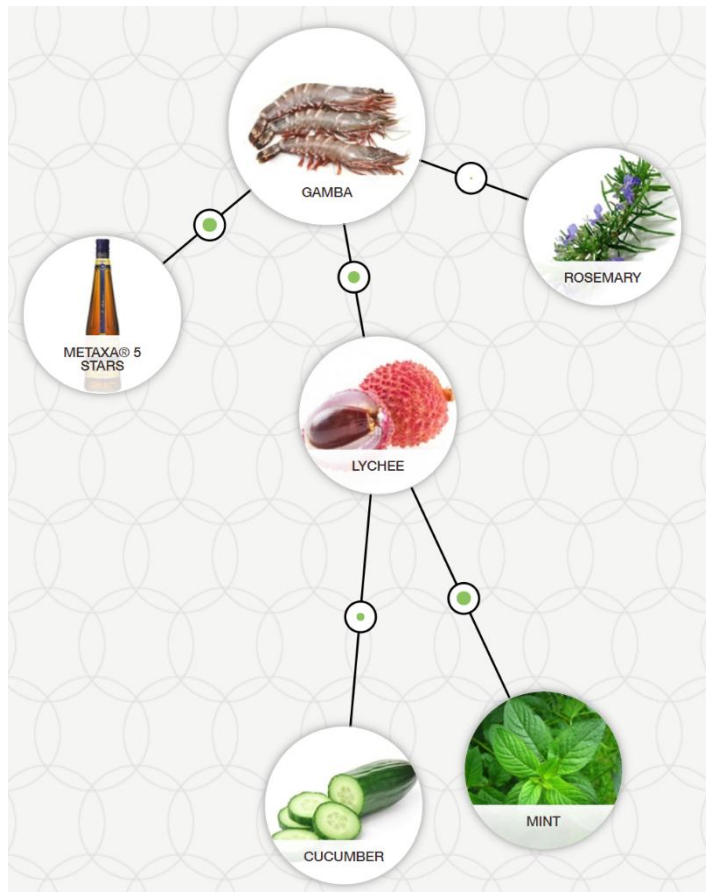 GAMBA
ROSEMARY
METAXA® 5
STARS
LYCHEE
CUCUMBER
MINT